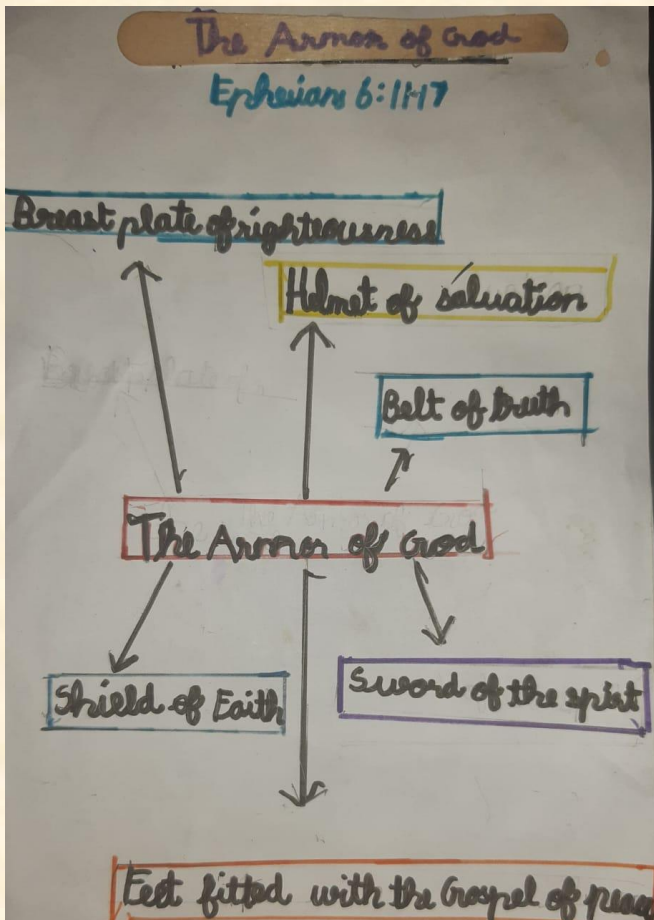 The Armor of God
Ephesians 6:11-17
Breast plate of righteousness
Helmet of salvation
Belt of truth
The Armor of God
Shield of Faith
Sword of the spirit
Feet fitted with the Gospel of peace